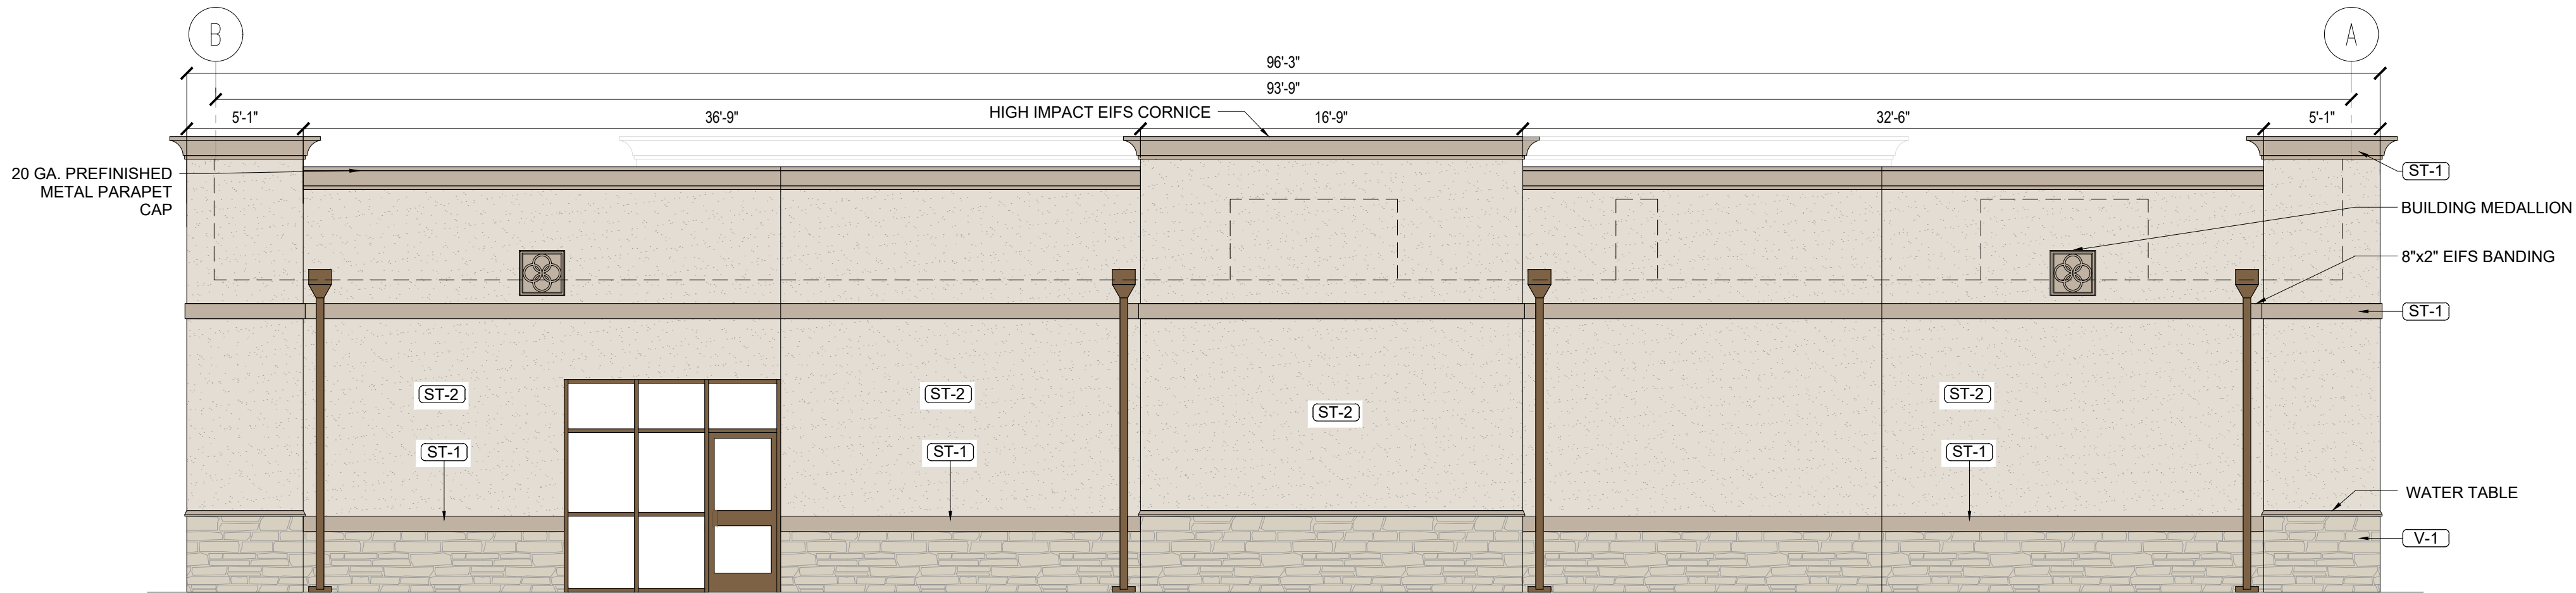 B
A
96'-3"
93'-9"
5'-1"
36'-9"
HIGH IMPACT EIFS CORNICE
16'-9"
32'-6"
5'-1"
20 GA. PREFINISHED
METAL PARAPET
CAP
ST-1
BUILDING MEDALLION
8"x2" EIFS BANDING
ST-1
ST-2
ST-2
ST-2
ST-2
ST-1
ST-1
ST-1
WATER TABLE
V-1